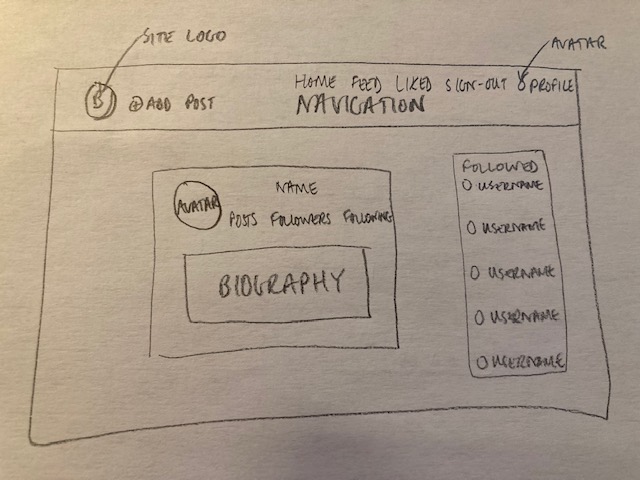 SITE LOGO
AVATAR
HOME FEED LIKED SIGN-OUT PROFILE
B ⊕ ADD POST
NAVIGATION
NAME
AVATAR
POSTS FOLLOWERS FOLLOWING
BIOGRAPHY
FOLLOWED
USERNAME
USERNAME
USERNAME
USERNAME
USERNAME